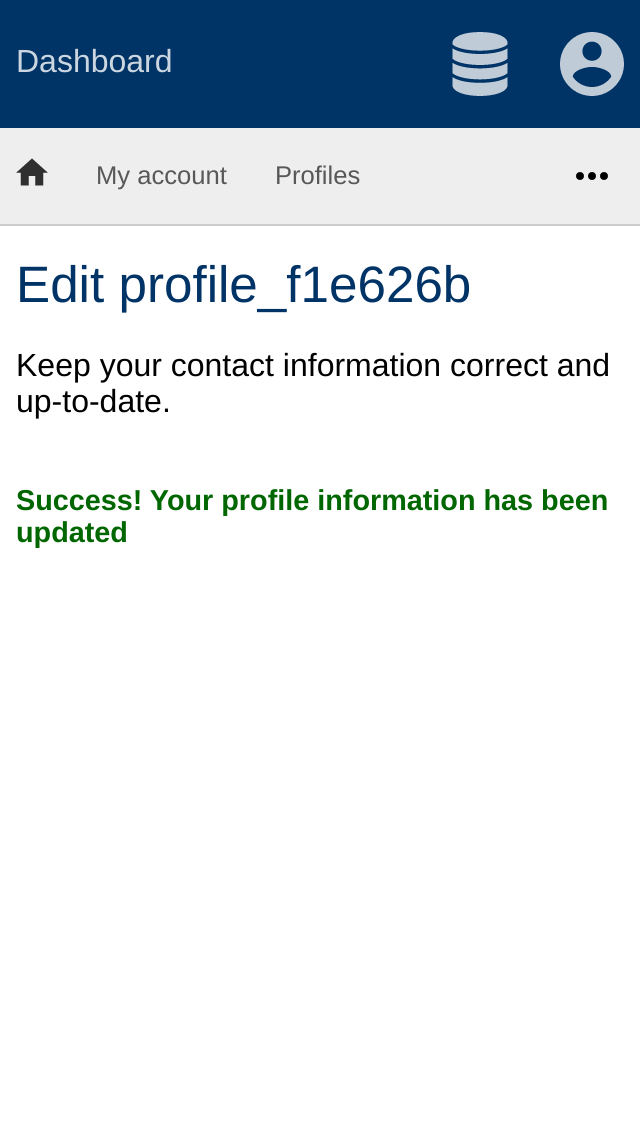 Dashboard
My account Profiles
Edit profile_f1e626b
Keep your contact information correct and
up-to-date.
Success! Your profile information has been
updated